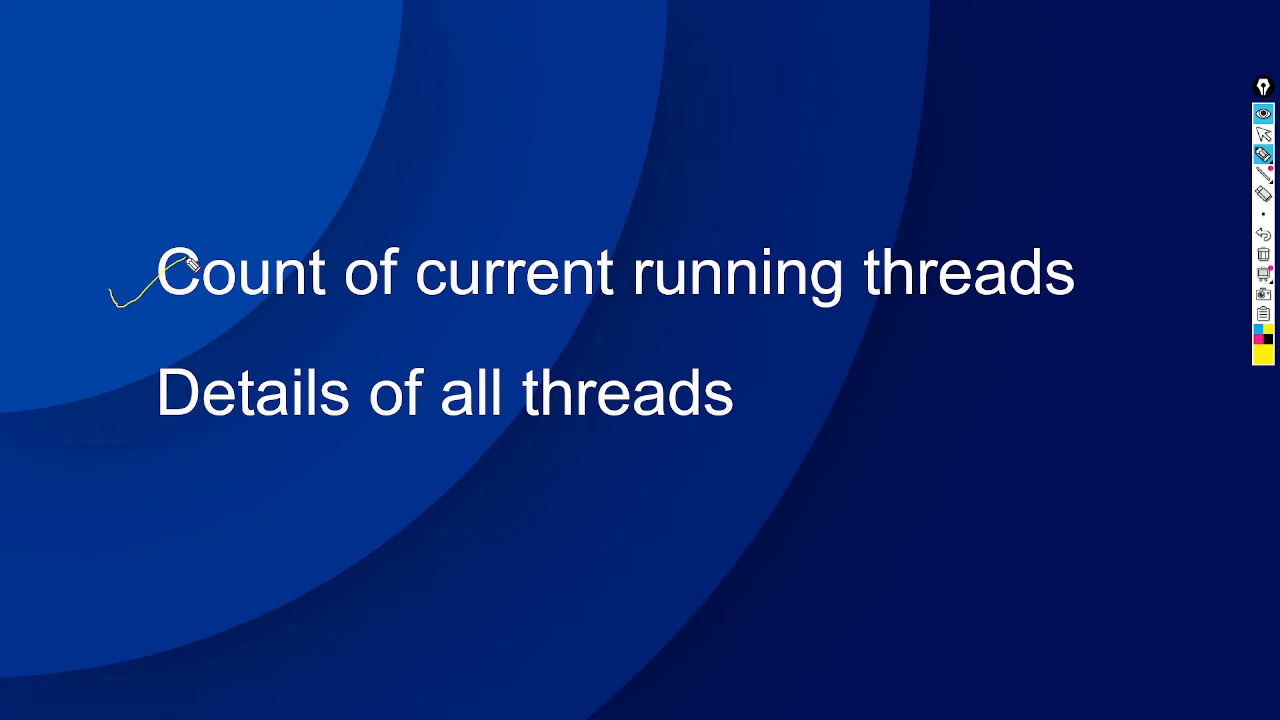 Count of current running threads
Details of all threads